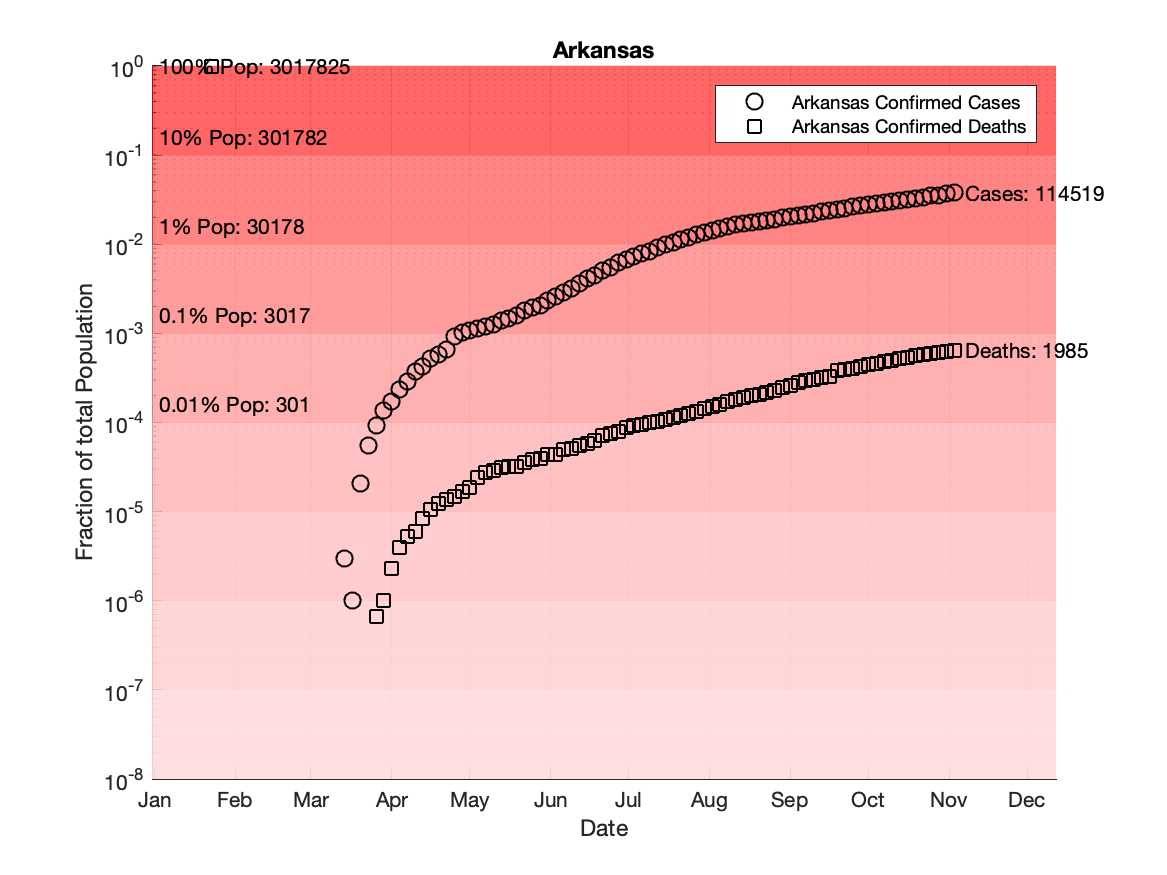 Arkansas
10^0
100% Pop: 3017825
Arkansas Confirmed Cases
Arkansas Confirmed Deaths
10% Pop: 301782
10^-1
Cases: 114519
1% Pop: 30178
10^-2
0.1% Pop: 3017
10^-3
Deaths: 1985
0.01% Pop: 301
10^-4
10^-5
10^-6
10^-7
10^-8
Fraction of total Population
Jan Feb Mar Apr May Jun Jul Aug Sep Oct Nov Dec
Date